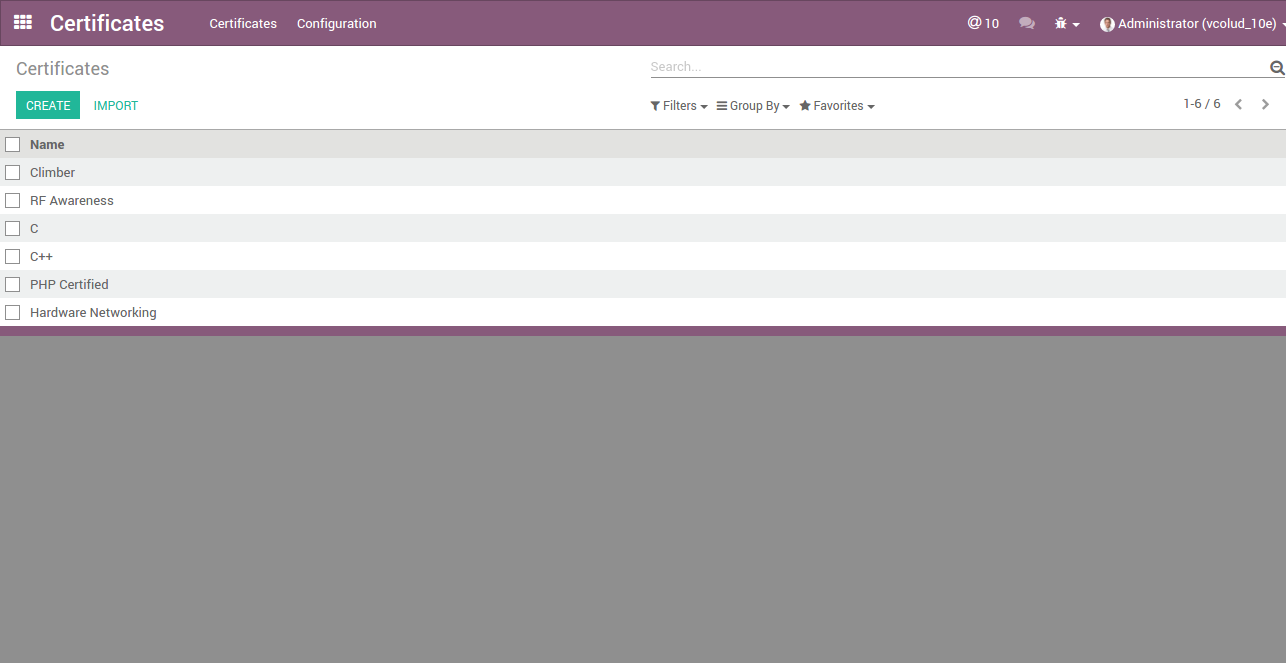 Certificates Certificates Configuration @ 10 Administrator (vcolud_10e)
Certificates Search...
CREATE IMPORT Filters Group By Favorites 1-6 / 6
Name
Climber
RF Awareness
C
C++
PHP Certified
Hardware Networking